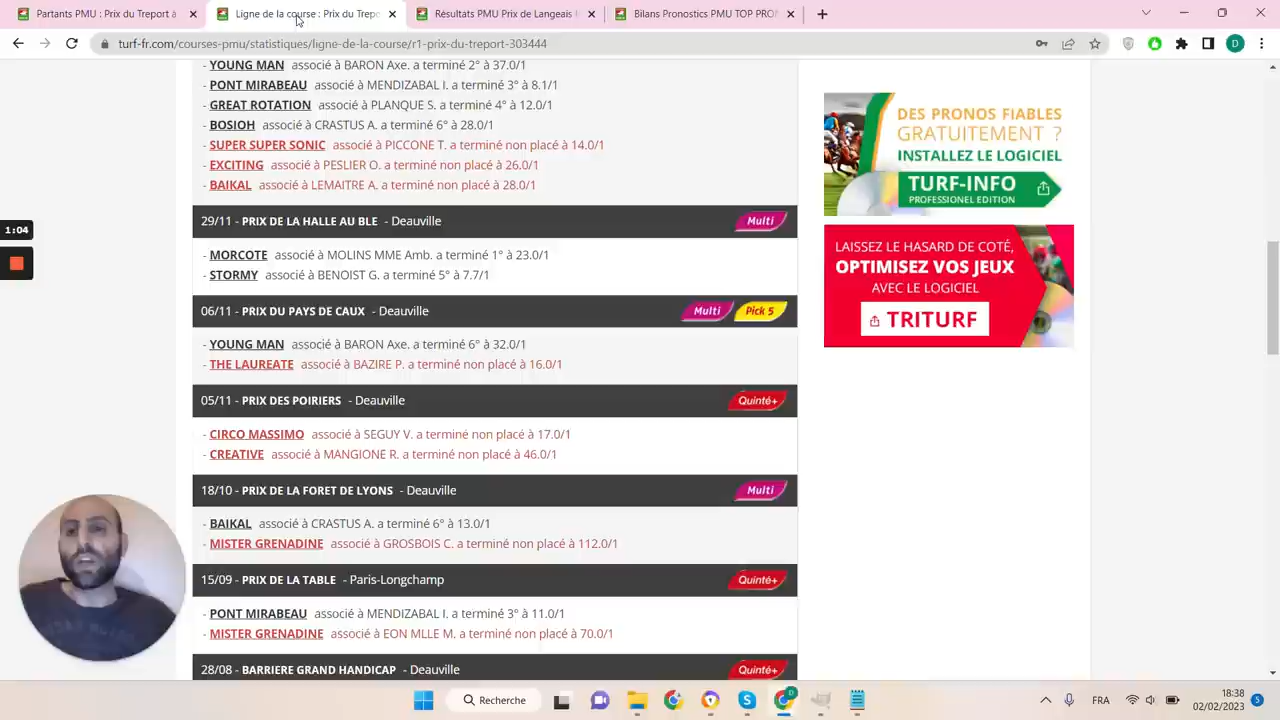 PMU Turf : Prix du Treport à
Ligne de la course : Prix du Trepo
Résultats PMU Prix de Langeais
Bilans Pronostics PMU TOP PRO
turf-fr.com/courses-pmu/statistiques/ligne-de-la-course/r1-prix-du-treport-303444
D
- YOUNG MAN associé à BARON Axe. a terminé 2° à 37.0/1
- PONT MIRABEAU associé à MENDIZABAL I. a terminé 3° à 8.1/1
- GREAT ROTATION associé à PLANQUE S. a terminé 4° à 12.0/1
- BOSIOH associé à CRASTUS A. a terminé 6° à 28.0/1
- SUPER SUPER SONIC associé à PICCONE T. a terminé non placé à 14.0/1
- EXCITING associé à PESLIER O. a terminé non placé à 26.0/1
- BAIKAL associé à LEMAITRE A. a terminé non placé à 28.0/1
29/11 - PRIX DE LA HALLE AU BLE - Deauville
Multi
- MORCOTE associé à MOLINS MME Amb. a terminé 1° à 23.0/1
- STORMY associé à BENOIST G. a terminé 5° à 7.7/1
06/11 - PRIX DU PAYS DE CAUX - Deauville
Multi Pick 5
- YOUNG MAN associé à BARON Axe. a terminé 6° à 32.0/1
- THE LAUREATE associé à BAZIRE P. a terminé non placé à 16.0/1
05/11 - PRIX DES POIRIERS - Deauville
Quinté+
- CIRCO MASSIMO associé à SEGUY V. a terminé non placé à 17.0/1
- CREATIVE associé à MANGIONE R. a terminé non placé à 46.0/1
18/10 - PRIX DE LA FORET DE LYONS - Deauville
Multi
- BAIKAL associé à CRASTUS A. a terminé 6° à 13.0/1
- MISTER GRENADINE associé à GROSBOIS C. a terminé non placé à 112.0/1
15/09 - PRIX DE LA TABLE - Paris-Longchamp
Quinté+
- PONT MIRABEAU associé à MENDIZABAL I. a terminé 3° à 11.0/1
- MISTER GRENADINE associé à EON MLLE M. a terminé non placé à 70.0/1
28/08 - BARRIERE GRAND HANDICAP - Deauville
Quinté+
DES PRONOS FIABLES
GRATUITEMENT ?
INSTALLEZ LE LOGICIEL
TURF-INFO
PROFESSIONEL EDITION
LAISSEZ LE HASARD DE COTÉ,
OPTIMISEZ VOS JEUX
AVEC LE LOGICIEL
TRITURF
1:04
Recherche
D
S
FRA
18:38
02/02/2023
5